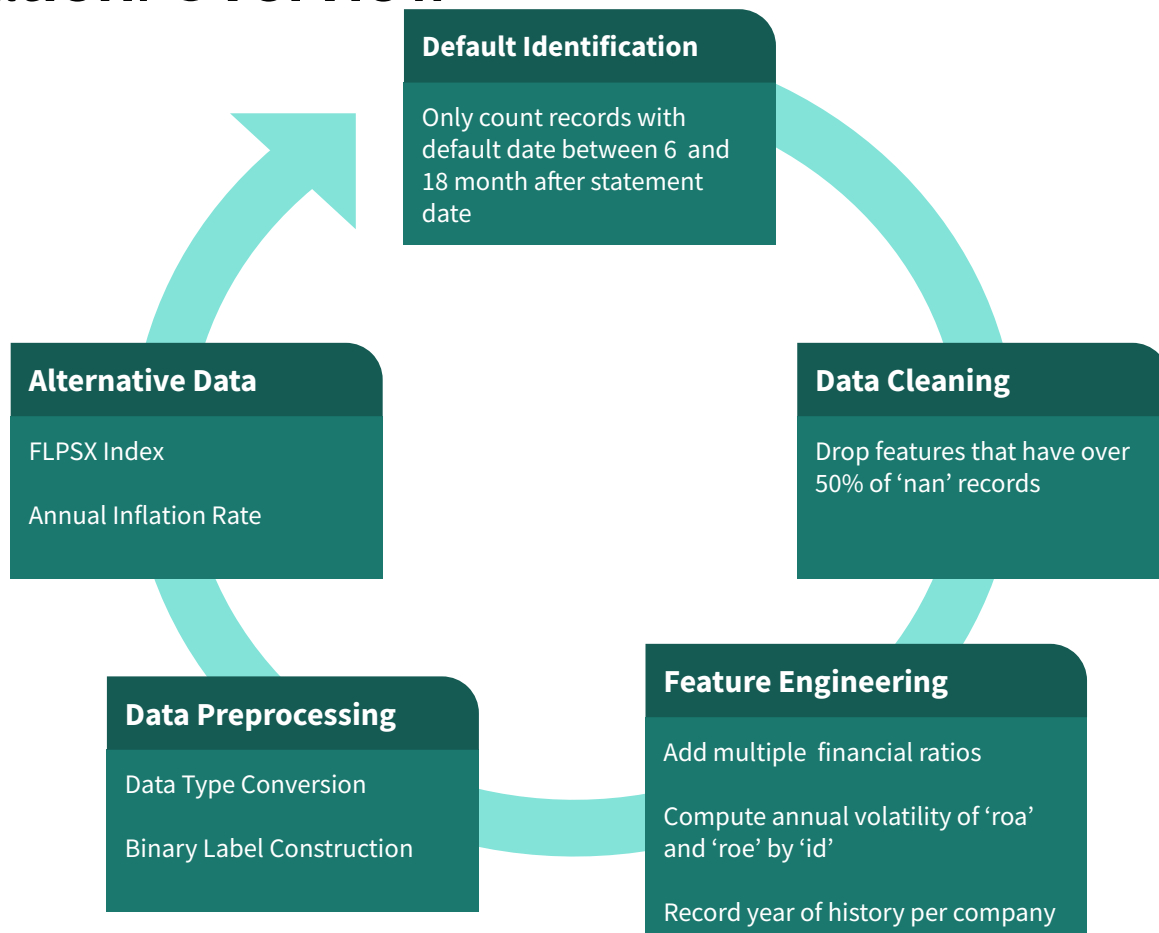 Overview
Default Identification
Only count records with
default date between 6 and
18 month after statement
date
Alternative Data
FLPSX Index
Annual Inflation Rate
Data Cleaning
Drop features that have over
50% of ‘nan’ records
Data Preprocessing
Data Type Conversion
Binary Label Construction
Feature Engineering
Add multiple financial ratios
Compute annual volatility of ‘roa’
and ‘roe’ by ‘id’
Record year of history per company